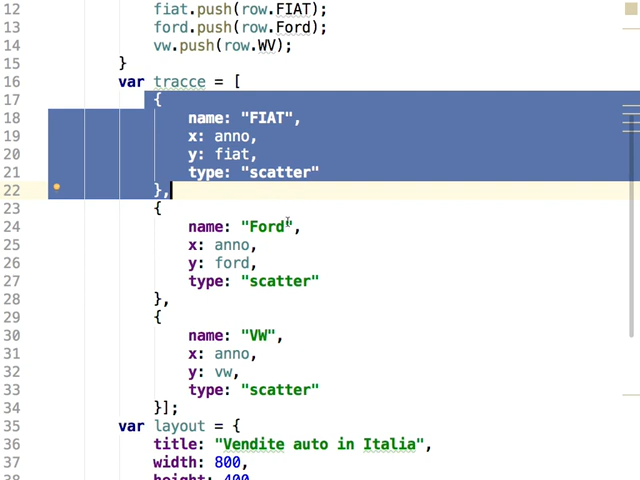 12 fiat.push(row.FIAT);
13 ford.push(row.Ford);
14 vw.push(row.WV);
15 }
16 var tracce = [
17 {
18 name: "FIAT",
19 x: anno,
20 y: fiat,
21 type: "scatter"
22 },
23 {
24 name: "Ford",
25 x: anno,
26 y: ford,
27 type: "scatter"
28 },
29 {
30 name: "VW",
31 x: anno,
32 y: vw,
33 type: "scatter"
34 }];
35 var layout = {
36 title: "Vendite auto in Italia",
37 width: 800,
38 height: 400,